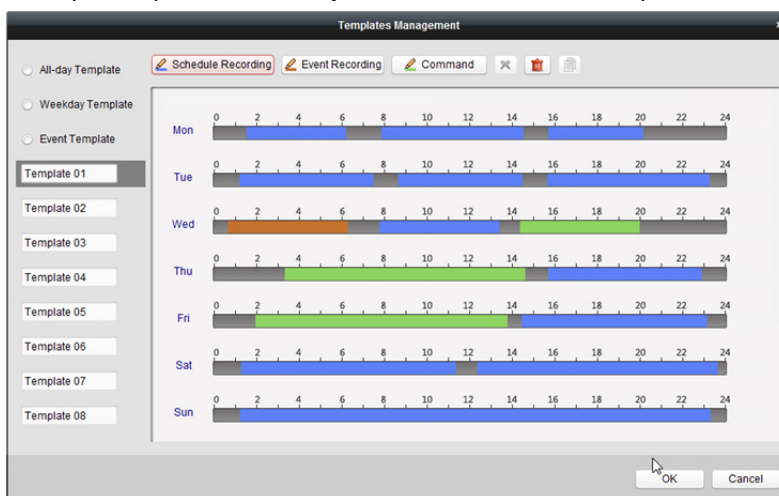 Templates Management
All-day Template
Schedule Recording Event Recording Command
Weekday Template
Event Template
Template 01
Template 02
Template 03
Template 04
Template 05
Template 06
Template 07
Template 08
0 2 4 6 8 10 12 14 16 18 20 22 24
Mon
0 2 4 6 8 10 12 14 16 18 20 22 24
Tue
0 2 4 6 8 10 12 14 16 18 20 22 24
Wed
0 2 4 6 8 10 12 14 16 18 20 22 24
Thu
0 2 4 6 8 10 12 14 16 18 20 22 24
Fri
0 2 4 6 8 10 12 14 16 18 20 22 24
Sat
0 2 4 6 8 10 12 14 16 18 20 22 24
Sun
OK Cancel